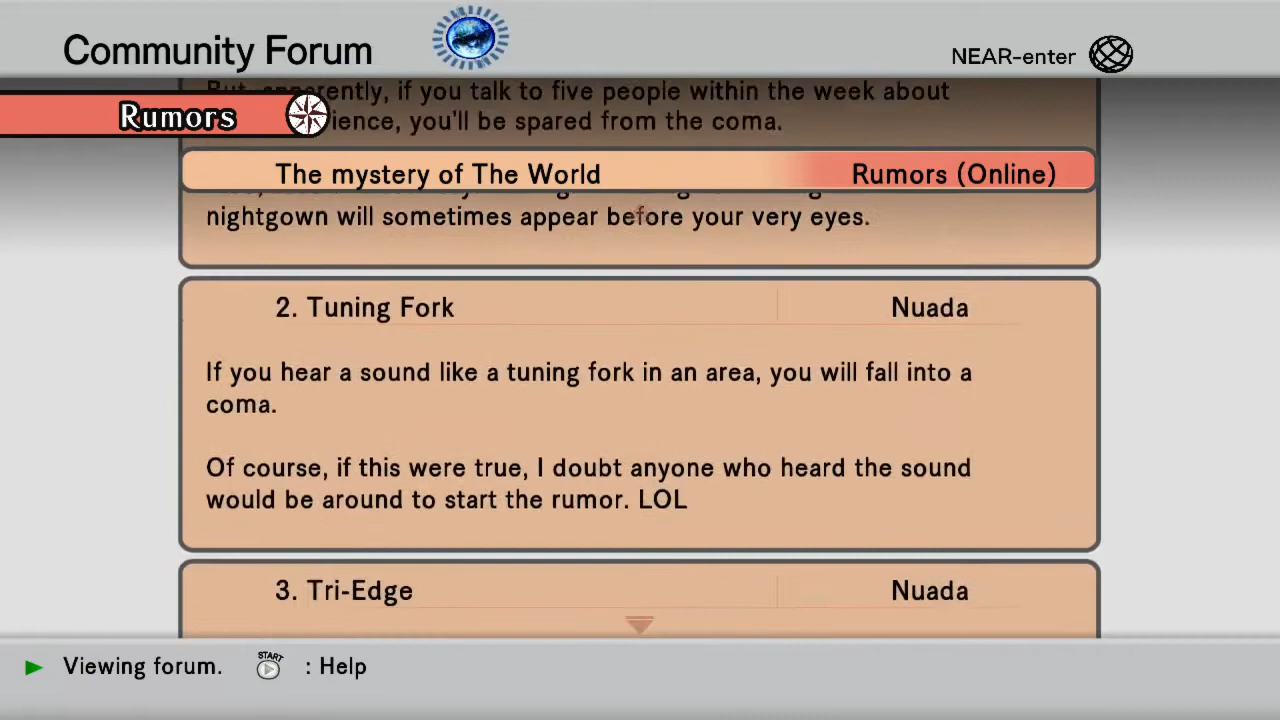 Community Forum
NEAR-enter
But, apparently, if you talk to five people within the week about
Rumors
ience, you'll be spared from the coma.
The mystery of The World
Rumors (Online)
nightgown will sometimes appear before your very eyes.
2. Tuning Fork
Nuada
If you hear a sound like a tuning fork in an area, you will fall into a
coma.
Of course, if this were true, I doubt anyone who heard the sound
would be around to start the rumor. LOL
3. Tri-Edge
Nuada
Viewing forum.
START
: Help